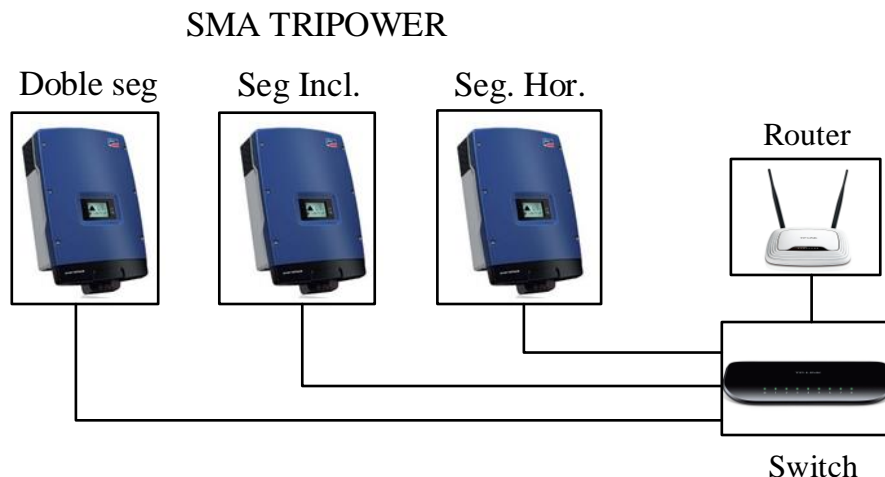 SMA TRIPOWER
Doble seg
Seg Incl.
Seg. Hor.
Router
Switch